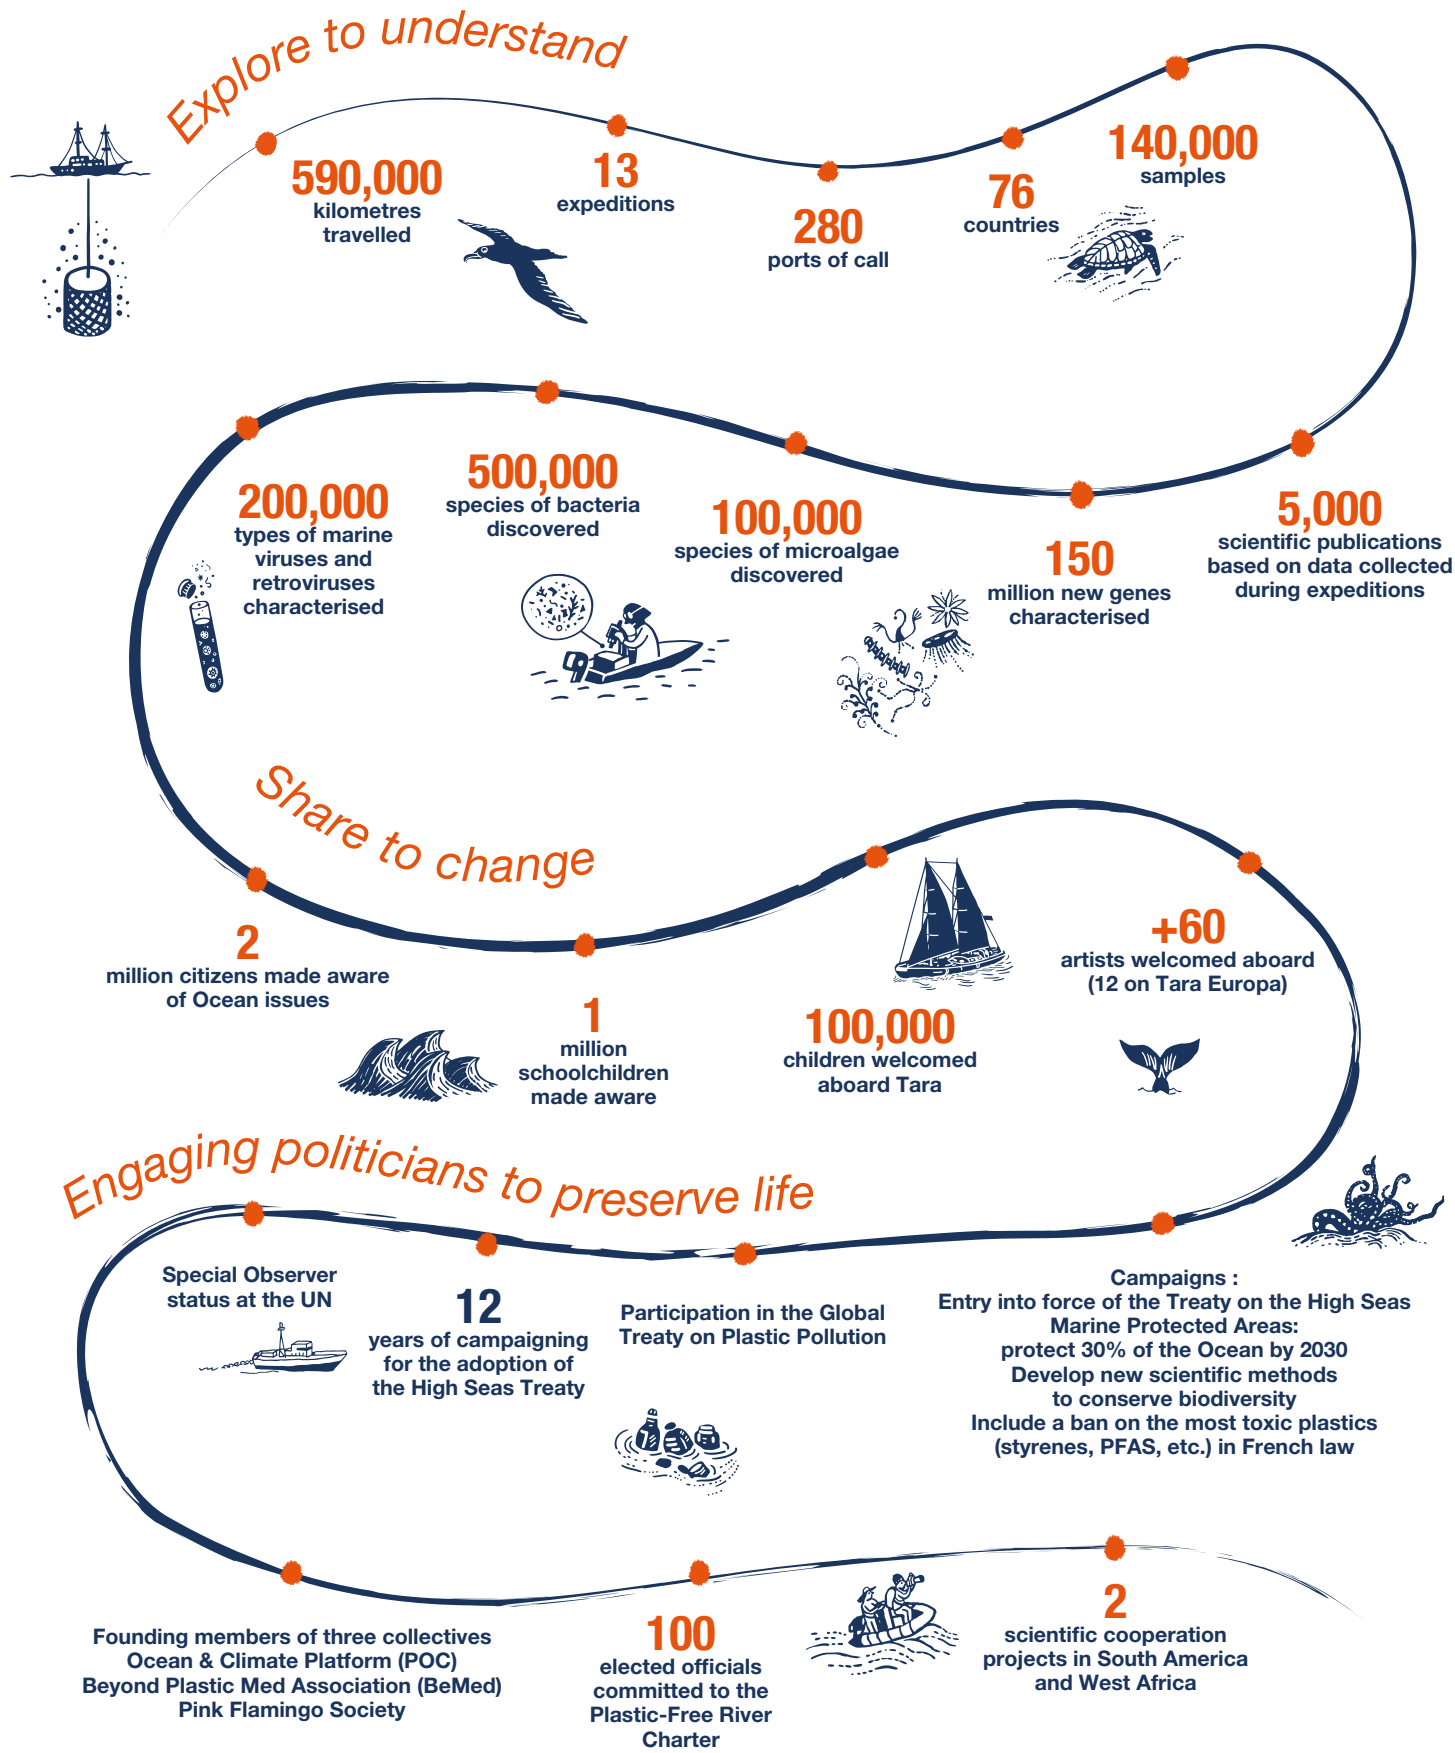 Explore to understand
590,000
kilometres
travelled
13
expeditions
280
ports of call
76
countries
140,000
samples
200,000
types of marine
viruses and
retroviruses
characterised
500,000
species of bacteria
discovered
100,000
species of microalgae
discovered
150
million new genes
characterised
5,000
scientific publications
based on data collected
during expeditions
Share to change
2
million citizens made aware
of Ocean issues
1
million
schoolchildren
made aware
100,000
children welcomed
aboard Tara
+60
artists welcomed aboard
(12 on Tara Europa)
Engaging politicians to preserve life
Special Observer
status at the UN
12
years of campaigning
for the adoption of
the High Seas Treaty
Participation in the Global
Treaty on Plastic Pollution
Campaigns :
Entry into force of the Treaty on the High Seas
Marine Protected Areas:
protect 30% of the Ocean by 2030
Develop new scientific methods
to conserve biodiversity
Include a ban on the most toxic plastics
(styrenes, PFAS, etc.) in French law
Founding members of three collectives
Ocean & Climate Platform (POC)
Beyond Plastic Med Association (BeMed)
Pink Flamingo Society
100
elected officials
committed to the
Plastic-Free River
Charter
2
scientific cooperation
projects in South America
and West Africa